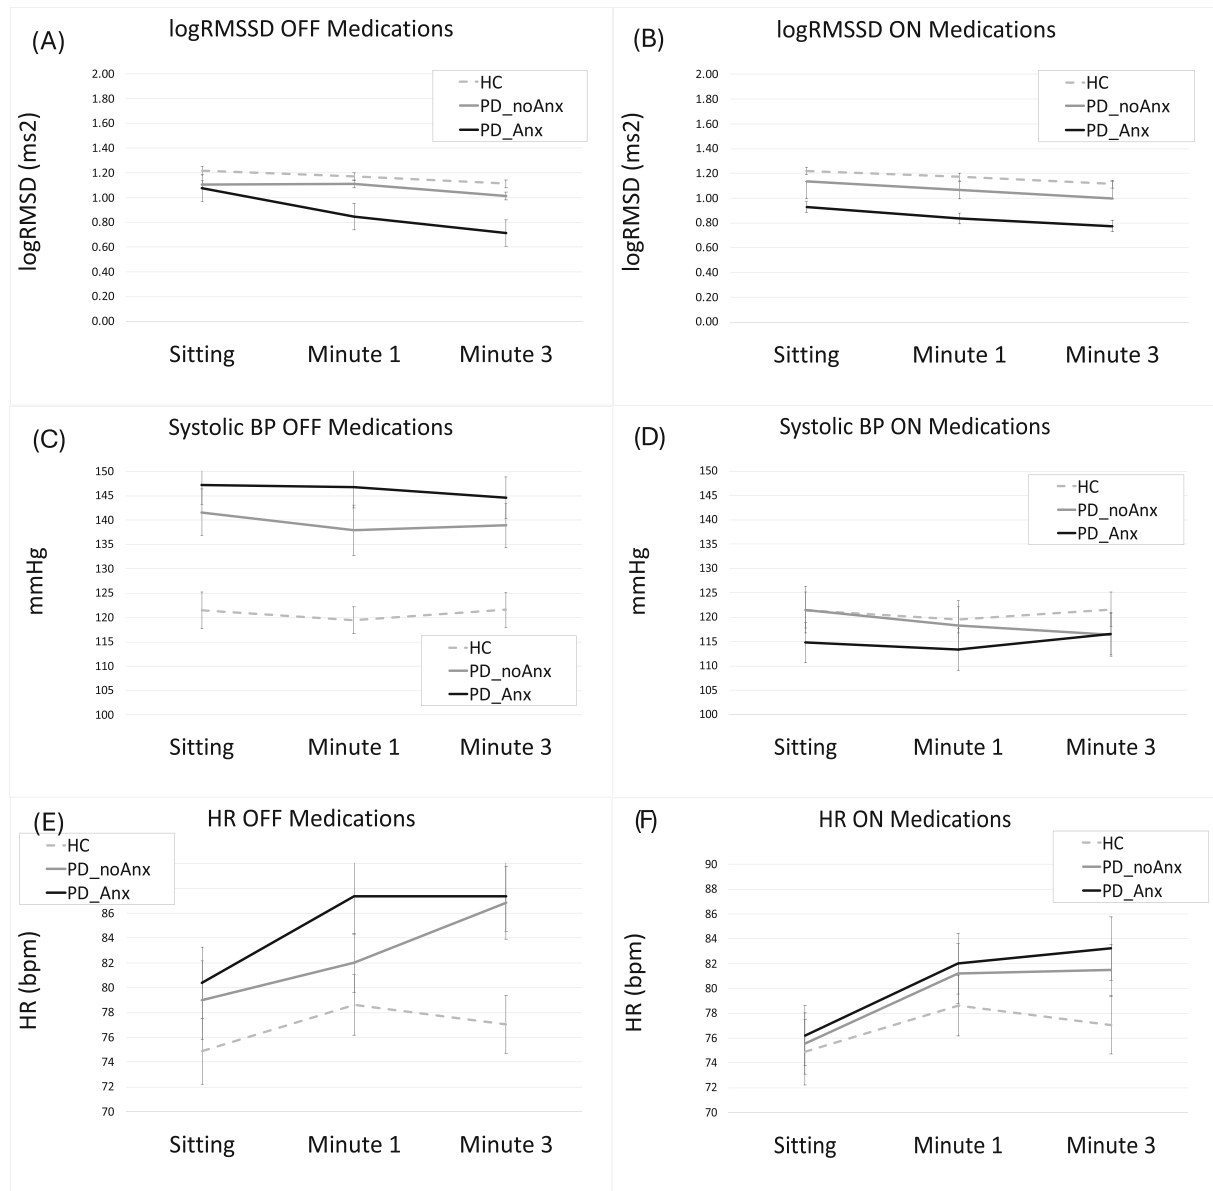 (A)
logRMSSD OFF Medications
HC
PD_noAnx
PD_Anx
logRMSD (ms2)
2.00
1.80
1.60
1.40
1.20
1.00
0.80
0.60
0.40
0.20
0.00
Sitting Minute 1 Minute 3
(B)
logRMSSD ON Medications
HC
PD_noAnx
PD_Anx
logRMSD (ms2)
2.00
1.80
1.60
1.40
1.20
1.00
0.80
0.60
0.40
0.20
0.00
Sitting Minute 1 Minute 3
(C)
Systolic BP OFF Medications
mmHg
150
145
140
135
130
125
120
115
110
105
100
HC
PD_noAnx
PD_Anx
Sitting Minute 1 Minute 3
(D)
Systolic BP ON Medications
HC
PD_noAnx
PD_Anx
mmHg
150
145
140
135
130
125
120
115
110
105
100
Sitting Minute 1 Minute 3
(E)
HR OFF Medications
HC
PD_noAnx
PD_Anx
HR (bpm)
86
84
82
80
78
76
74
72
70
Sitting Minute 1 Minute 3
(F)
HR ON Medications
HC
PD_noAnx
PD_Anx
HR (bpm)
90
88
86
84
82
80
78
76
74
72
70
Sitting Minute 1 Minute 3